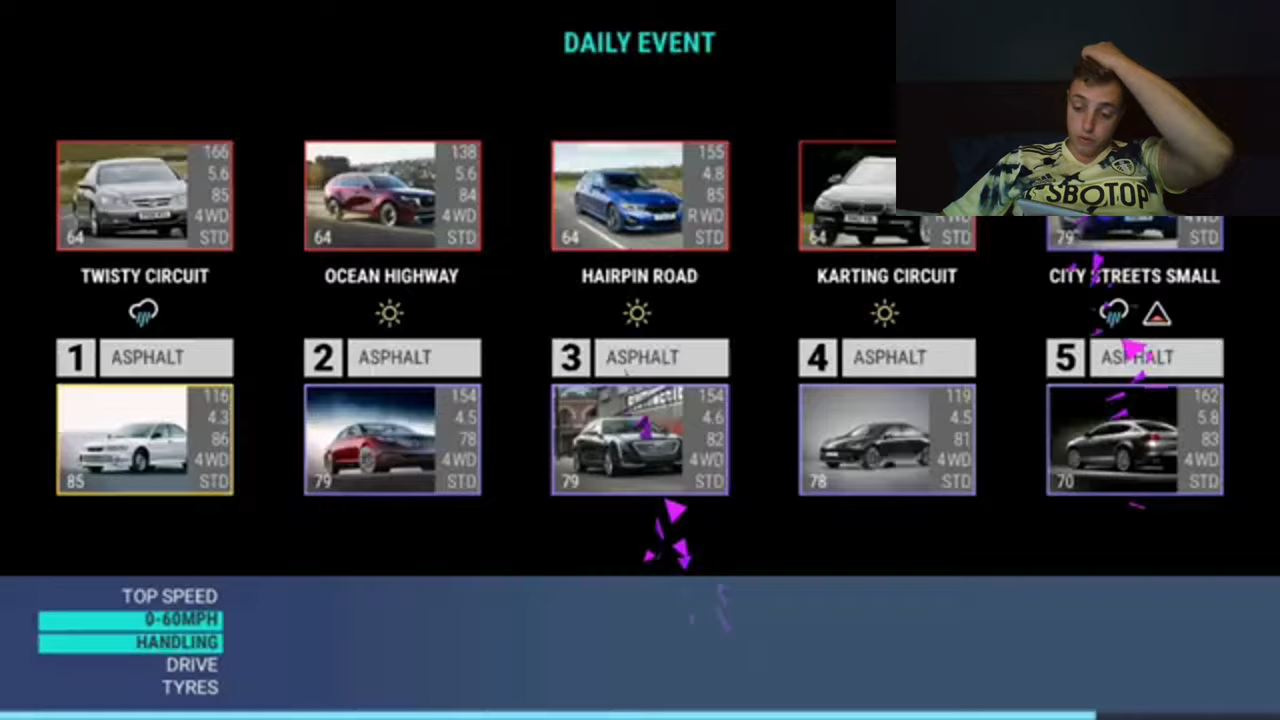 DAILY EVENT
166
5.6
85
4WD
64 STD
138
5.6
84
4WD
64 STD
155
4.8
85
RWD
64 STD
64 STD
79 STD
SBOTOP
TWISTY CIRCUIT
OCEAN HIGHWAY
HAIRPIN ROAD
KARTING CIRCUIT
CITY STREETS SMALL
1 ASPHALT
2 ASPHALT
3 ASPHALT
4 ASPHALT
5 ASPHALT
116
4.3
86
4WD
85 STD
154
4.5
78
4WD
79 STD
154
4.6
82
4WD
79 STD
119
4.5
81
4WD
78 STD
162
5.8
83
4WD
70 STD
TOP SPEED
0-60MPH
HANDLING
DRIVE
TYRES